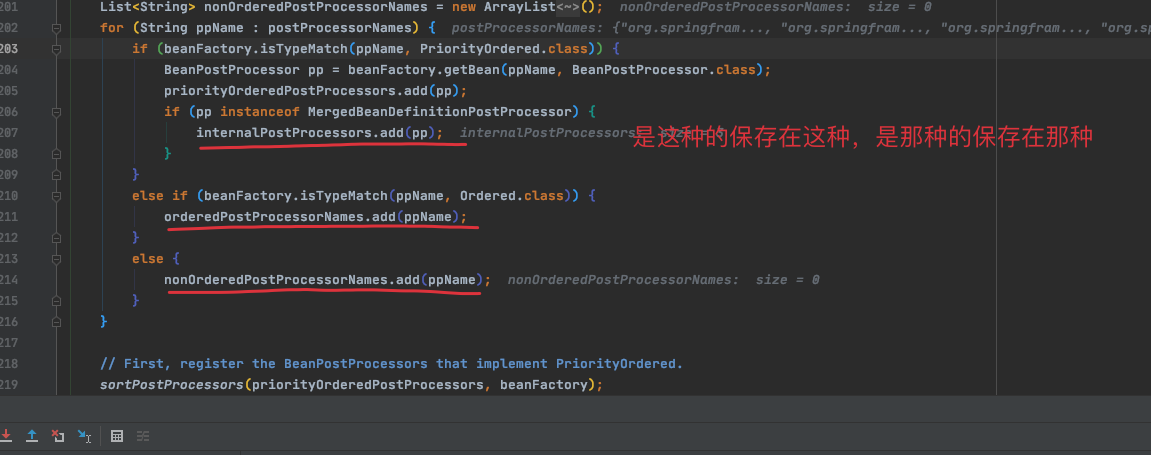 201 List<String> nonOrderedPostProcessorNames = new ArrayList<~>(); nonOrderedPostProcessorNames: size = 0
202 for (String ppName : postProcessorNames) { postProcessorNames: {"org.springfram..., "org.springfram..., "org.springfram..., "org.sp
203 if (beanFactory.isTypeMatch(ppName, PriorityOrdered.class)) {
204 BeanPostProcessor pp = beanFactory.getBean(ppName, BeanPostProcessor.class);
205 priorityOrderedPostProcessors.add(pp);
206 if (pp instanceof MergedBeanDefinitionPostProcessor) {
207 internalPostProcessors.add(pp); internalPostProcessors:
是这种的保存在这种，是那种的保存在那种
208 }
209 }
210 else if (beanFactory.isTypeMatch(ppName, Ordered.class)) {
211 orderedPostProcessorNames.add(ppName);
212 }
213 else {
214 nonOrderedPostProcessorNames.add(ppName); nonOrderedPostProcessorNames: size = 0
215 }
216 }
217
218 // First, register the BeanPostProcessors that implement PriorityOrdered.
219 sortPostProcessors(priorityOrderedPostProcessors, beanFactory);